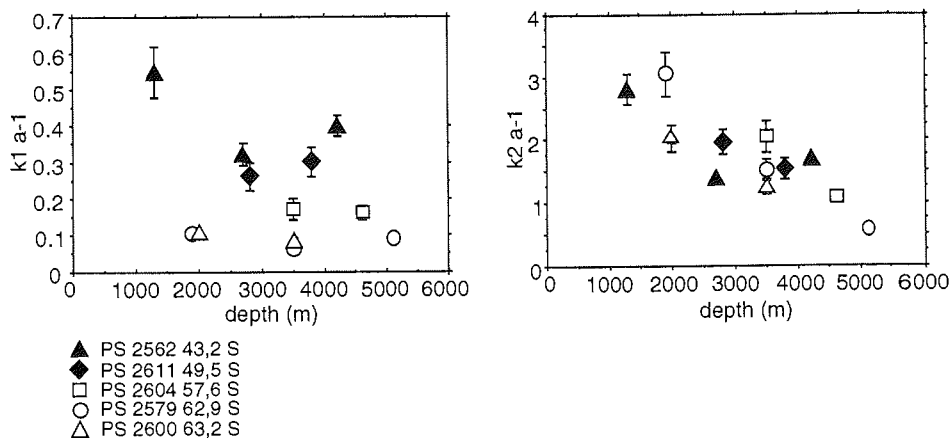 0.7
0.6
0.5
0.4
0.3
0.2
0.1
0
k1 a-1
0 1000 2000 3000 4000 5000 6000
depth (m)
4
3
2
1
0
k2 a-1
0 1000 2000 3000 4000 5000 6000
depth (m)
PS 2562 43,2 S
PS 2611 49,5 S
PS 2604 57,6 S
PS 2579 62,9 S
PS 2600 63,2 S